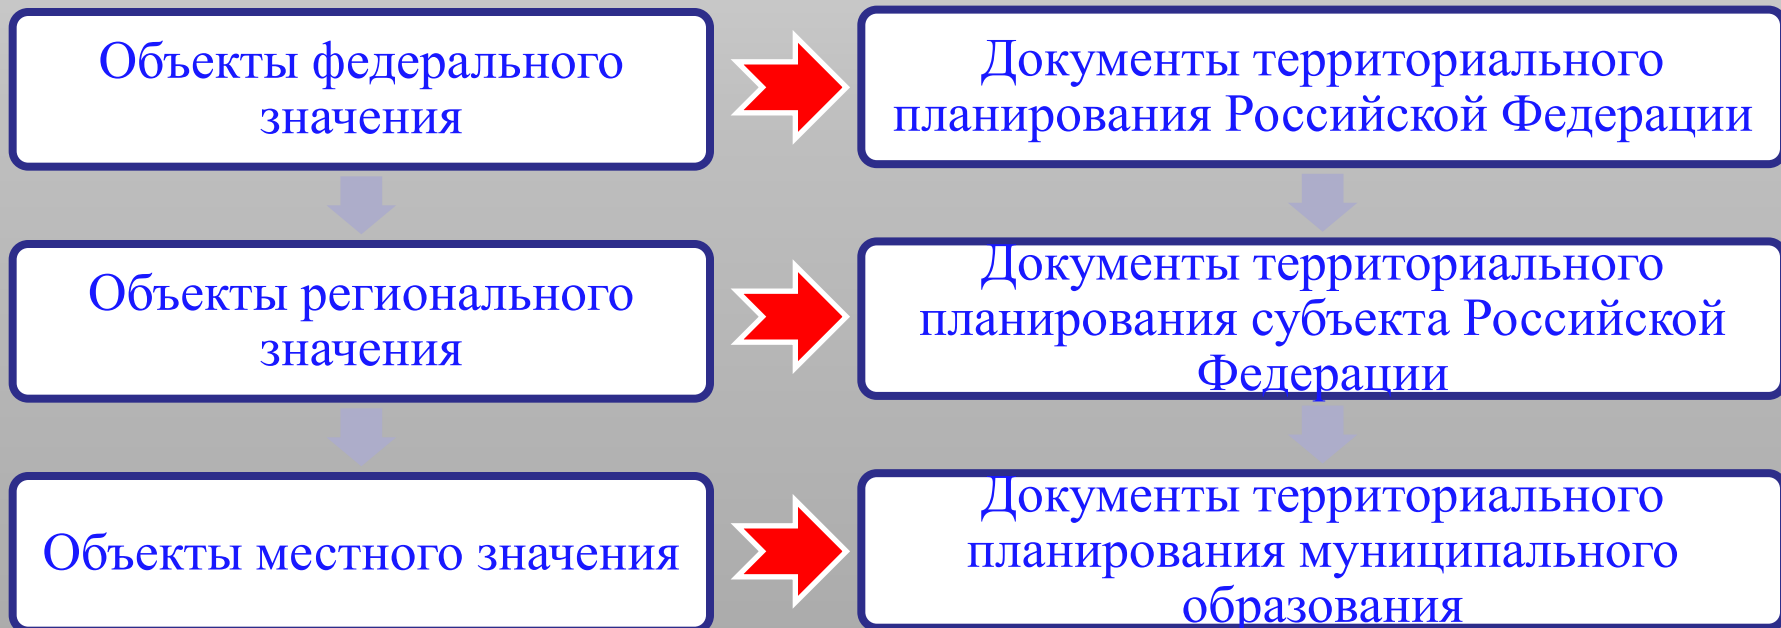 Объекты федерального
значения
Документы территориального
планирования Российской Федерации
Объекты регионального
значения
Документы территориального
планирования субъекта Российской
Федерации
Объекты местного значения
Документы территориального
планирования муниципального
образования